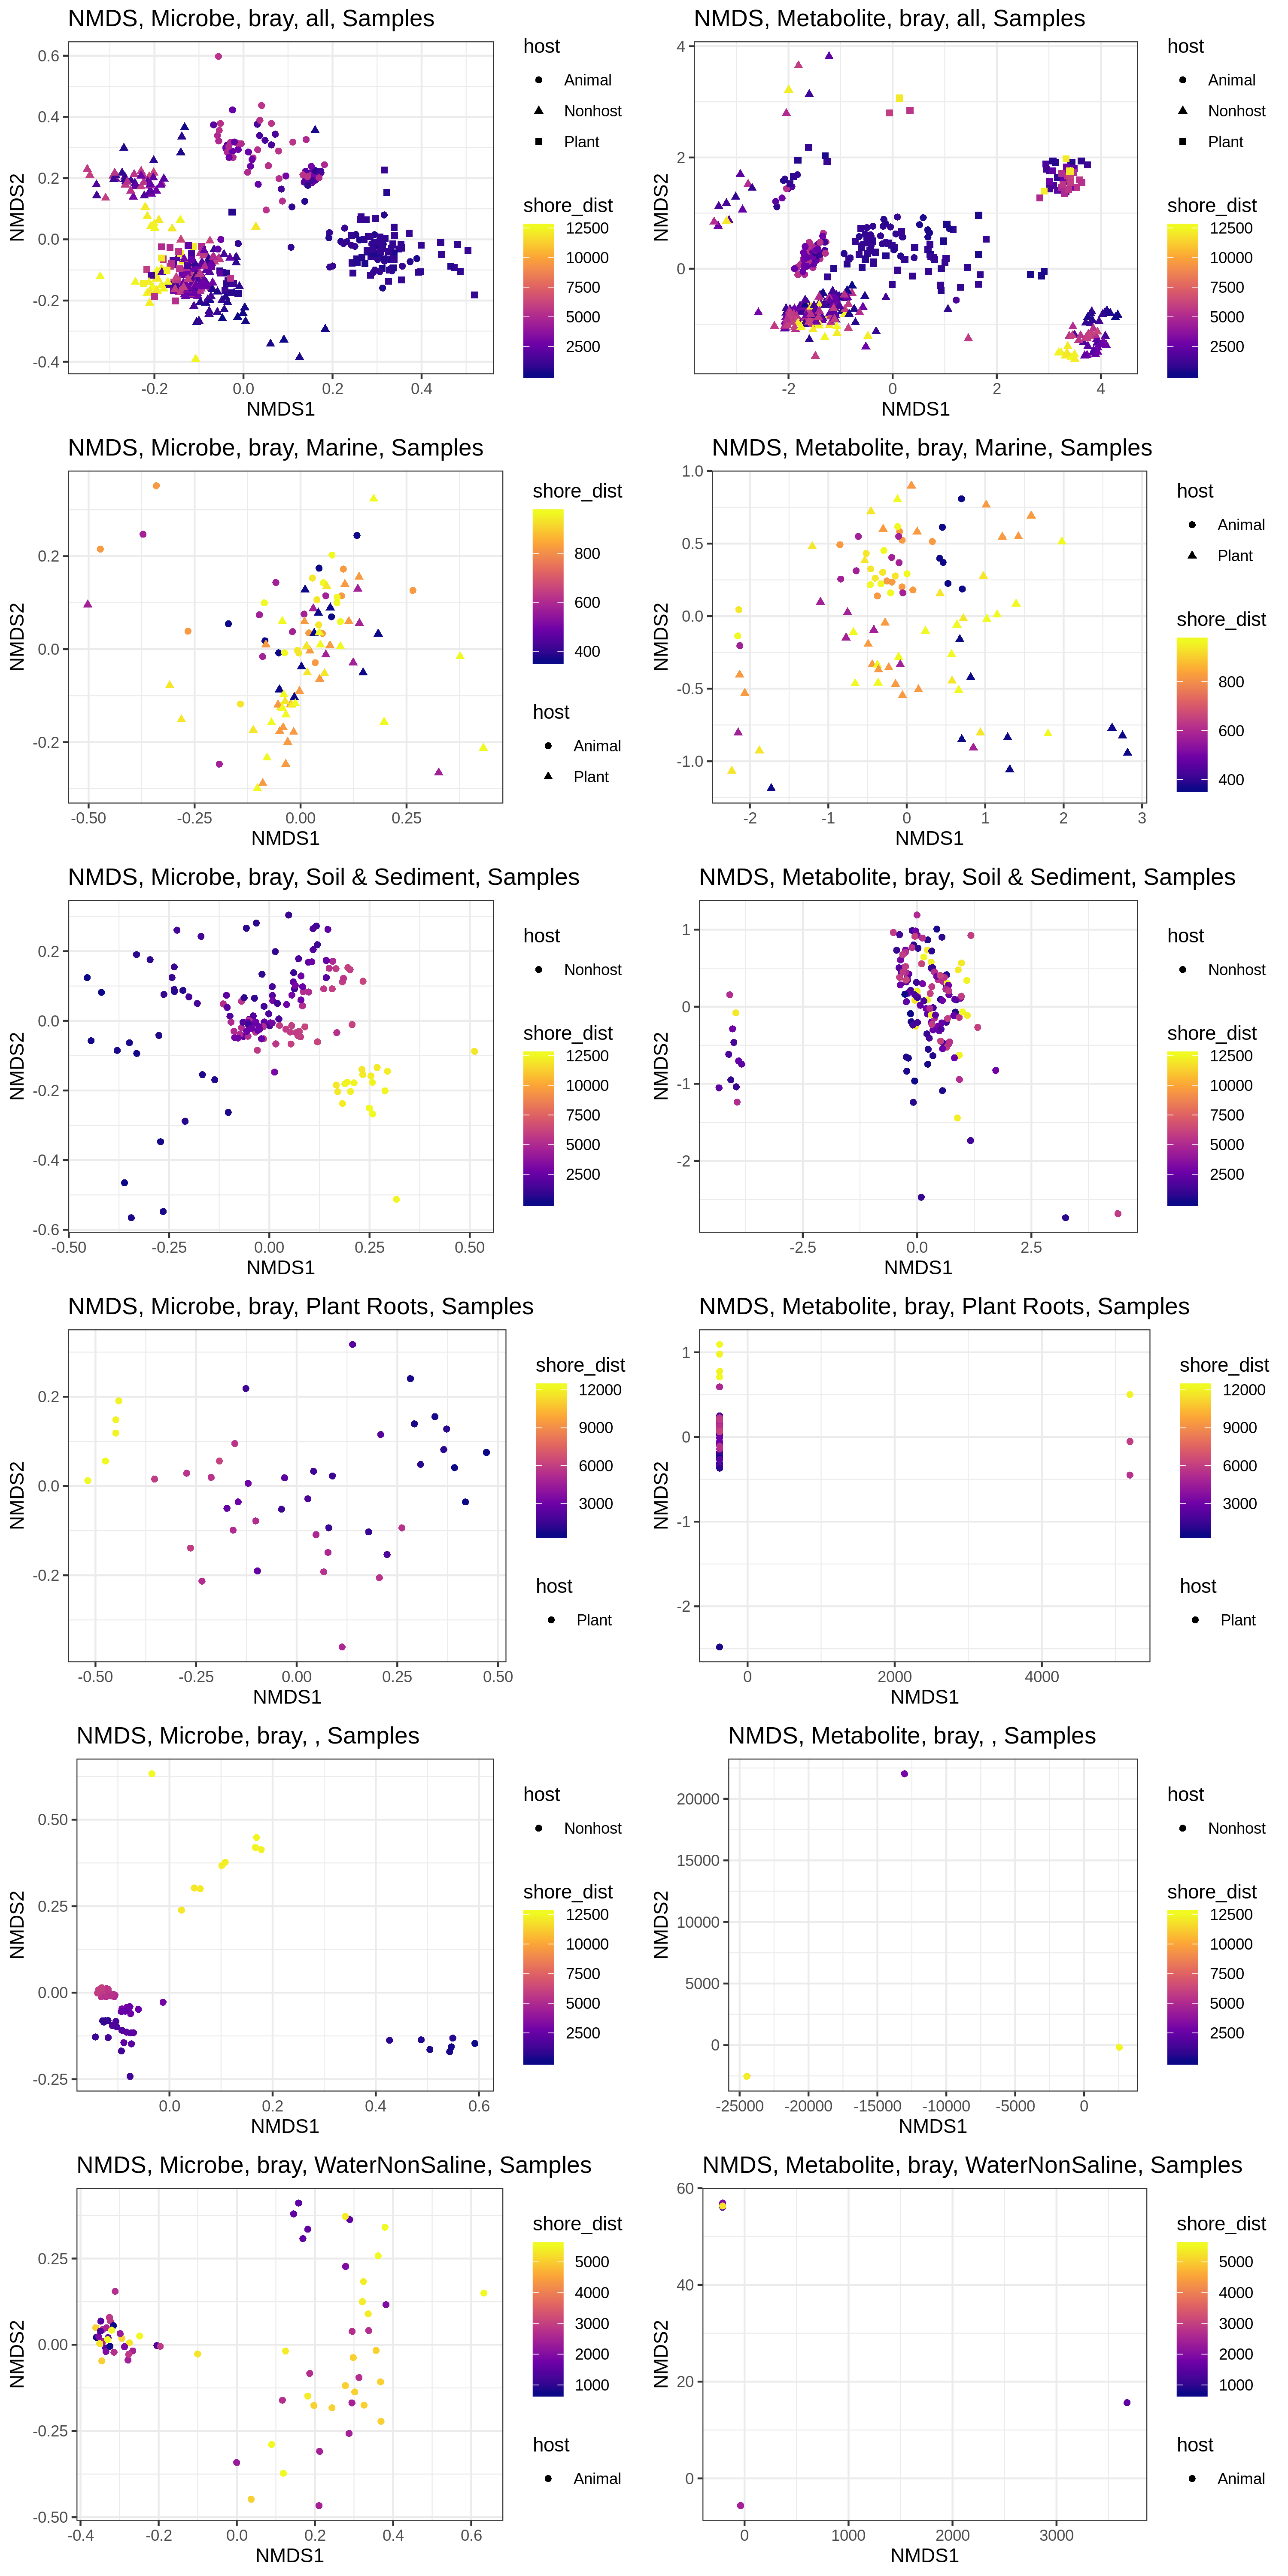 NMDS, Microbe, bray, all, Samples
NMDS2
0.6
0.4
0.2
0.0
-0.2
-0.4
-0.2 0.0 0.2 0.4
NMDS1
host
Animal
Nonhost
Plant
shore_dist
12500
10000
7500
5000
2500
NMDS, Metabolite, bray, all, Samples
NMDS2
4
2
0
-2 0 2 4
NMDS1
host
Animal
Nonhost
Plant
shore_dist
12500
10000
7500
5000
2500
NMDS, Microbe, bray, Marine, Samples
NMDS2
0.2
0.0
-0.2
-0.50 -0.25 0.00 0.25
NMDS1
shore_dist
800
600
400
host
Animal
Plant
NMDS, Metabolite, bray, Marine, Samples
NMDS2
1.0
0.5
0.0
-0.5
-1.0
-2 -1 0 1 2 3
NMDS1
host
Animal
Plant
shore_dist
800
600
400
NMDS, Microbe, bray, Soil & Sediment, Samples
NMDS2
0.2
0.0
-0.2
-0.4
-0.6
-0.50 -0.25 0.00 0.25 0.50
NMDS1
host
Nonhost
shore_dist
12500
10000
7500
5000
2500
NMDS, Metabolite, bray, Soil & Sediment, Samples
NMDS2
1
0
-1
-2
-2.5 0.0 2.5
NMDS1
host
Nonhost
shore_dist
12500
10000
7500
5000
2500
NMDS, Microbe, bray, Plant Roots, Samples
NMDS2
0.2
0.0
-0.2
-0.50 -0.25 0.00 0.25 0.50
NMDS1
shore_dist
12000
9000
6000
3000
host
Plant
NMDS, Metabolite, bray, Plant Roots, Samples
NMDS2
1
0
-1
-2
0 2000 4000
NMDS1
shore_dist
12000
9000
6000
3000
host
Plant
NMDS, Microbe, bray, , Samples
NMDS2
0.50
0.25
0.00
-0.25
0.0 0.2 0.4 0.6
NMDS1
host
Nonhost
shore_dist
12500
10000
7500
5000
2500
NMDS, Metabolite, bray, , Samples
NMDS2
20000
15000
10000
5000
0
-25000 -20000 -15000 -10000 -5000 0
NMDS1
host
Nonhost
shore_dist
12500
10000
7500
5000
2500
NMDS, Microbe, bray, WaterNonSaline, Samples
NMDS2
0.25
0.00
-0.25
-0.50
-0.4 -0.2 0.0 0.2 0.4 0.6
NMDS1
shore_dist
5000
4000
3000
2000
1000
host
Animal
NMDS, Metabolite, bray, WaterNonSaline, Samples
NMDS2
60
40
20
0
0 1000 2000 3000
NMDS1
shore_dist
5000
4000
3000
2000
1000
host
Animal